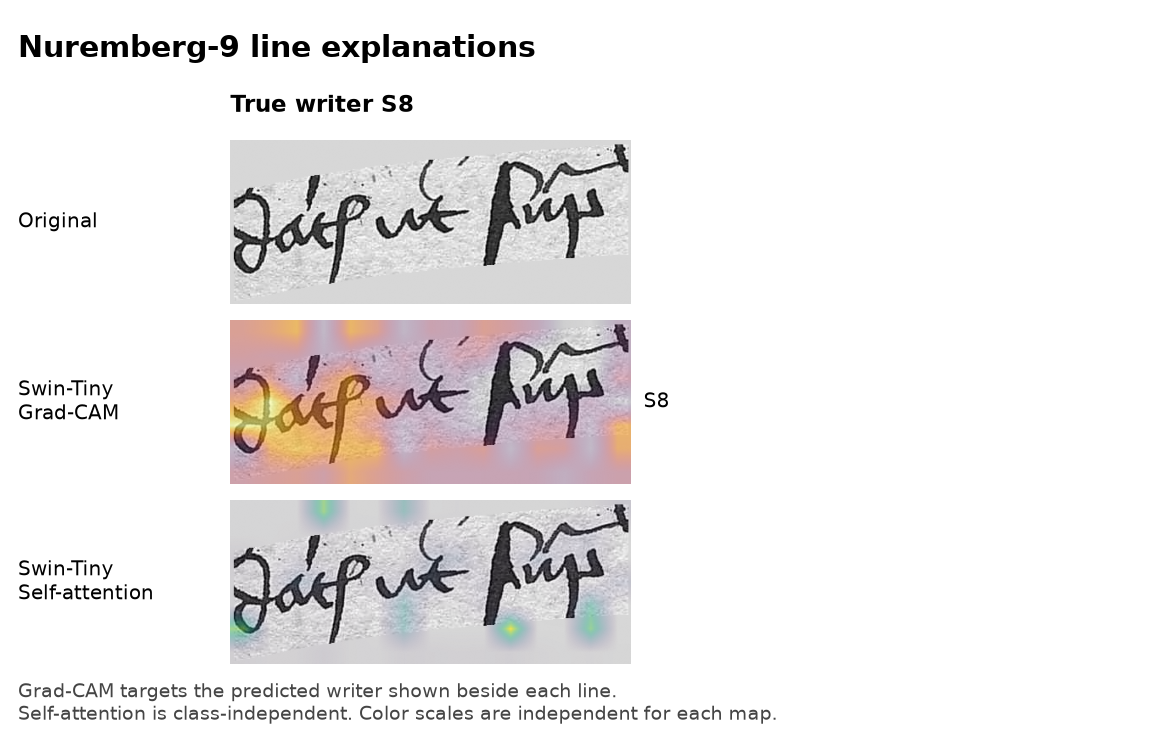 Nuremberg-9 line explanations
True writer S8
Original
Swin-Tiny
Grad-CAM
S8
Swin-Tiny
Self-attention
Grad-CAM targets the predicted writer shown beside each line.
Self-attention is class-independent. Color scales are independent for each map.